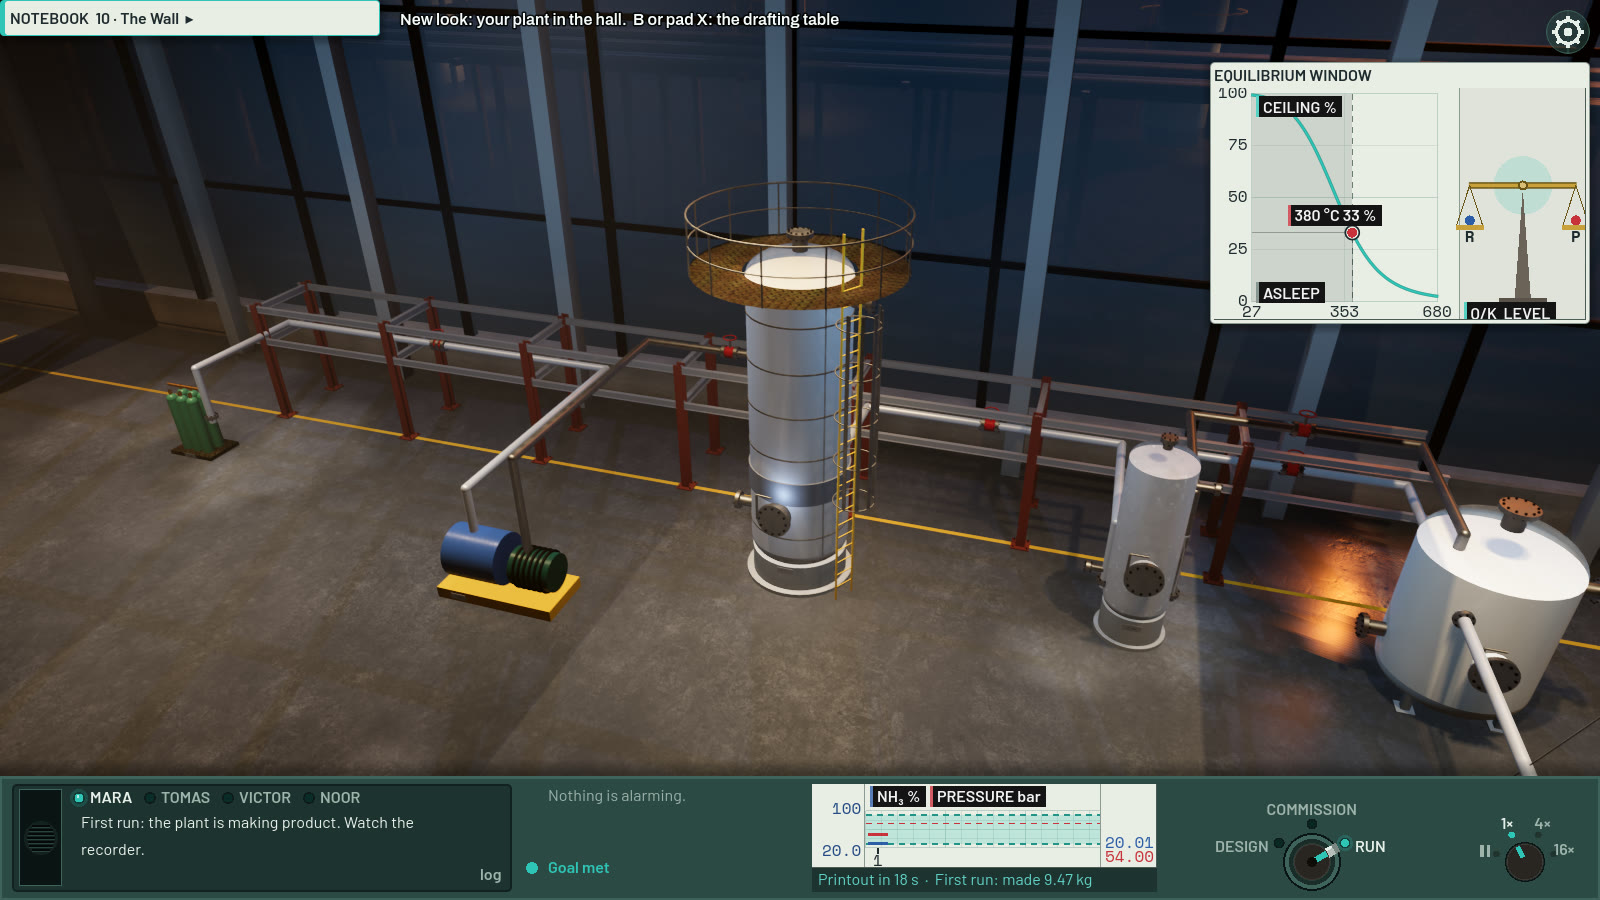 NOTEBOOK 10 · The Wall ▸
New look: your plant in the hall. B or pad X: the drafting table
EQUILIBRIUM WINDOW
100
CEILING %
75
50
380 °C 33 %
25
ASLEEP
0
27
353
680
R
P
Q/K LEVEL
MARA
TOMAS
VICTOR
NOOR
First run: the plant is making product. Watch the
recorder.
log
Nothing is alarming.
Goal met
NH₃ %
PRESSURE bar
100
20.0
20.01
54.00
1
Printout in 18 s · First run: made 9.47 kg
COMMISSION
DESIGN
RUN
1×
4×
16×